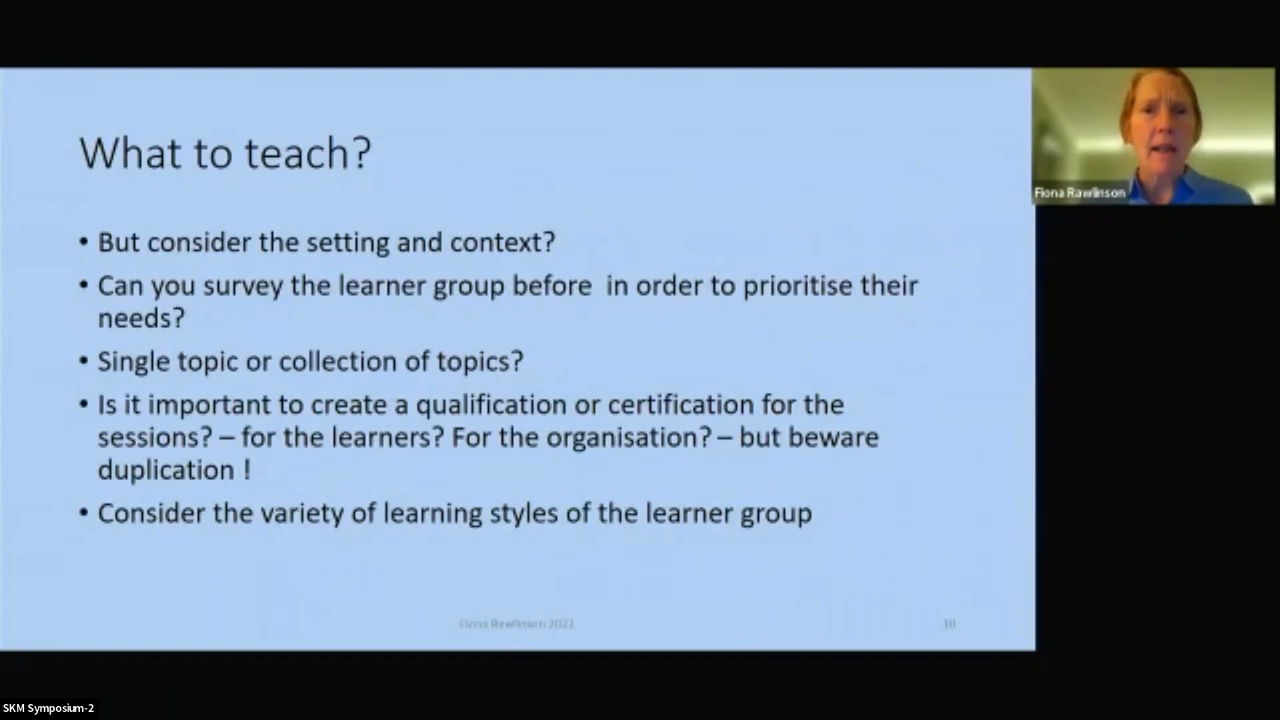 What to teach?
• But consider the setting and context?
• Can you survey the learner group before  in order to prioritise their
needs?
• Single topic or collection of topics?
• Is it important to create a qualification or certification for the
sessions? – for the learners? For the organisation? – but beware
duplication !
• Consider the variety of learning styles of the learner group
Fiona Rawlinson 2022
10
Fiona Rawlinson
SKM Symposium-2